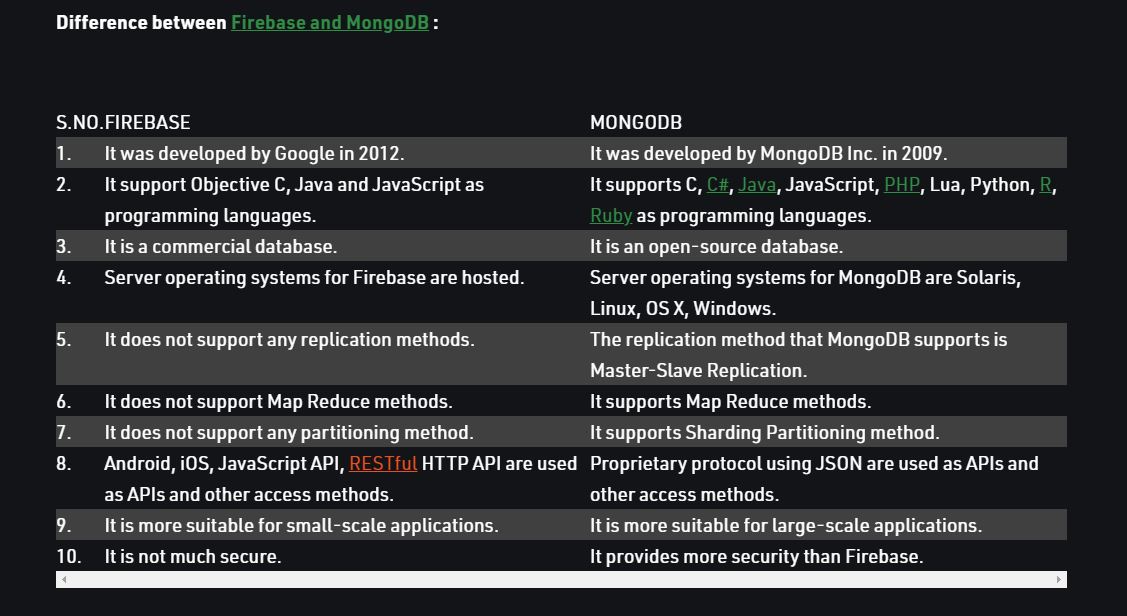 Difference between Firebase and MongoDB :
S.NO. FIREBASE MONGODB
1. It was developed by Google in 2012. It was developed by MongoDB Inc. in 2009.
2. It support Objective C, Java and JavaScript as It supports C, C#, Java, JavaScript, PHP, Lua, Python, R,
programming languages. Ruby as programming languages.
3. It is a commercial database. It is an open-source database.
4. Server operating systems for Firebase are hosted. Server operating systems for MongoDB are Solaris,
Linux, OS X, Windows.
5. It does not support any replication methods. The replication method that MongoDB supports is
Master-Slave Replication.
6. It does not support Map Reduce methods. It supports Map Reduce methods.
7. It does not support any partitioning method. It supports Sharding Partitioning method.
8. Android, iOS, JavaScript API, RESTful HTTP API are used Proprietary protocol using JSON are used as APIs and
as APIs and other access methods. other access methods.
9. It is more suitable for small-scale applications. It is more suitable for large-scale applications.
10. It is not much secure. It provides more security than Firebase.